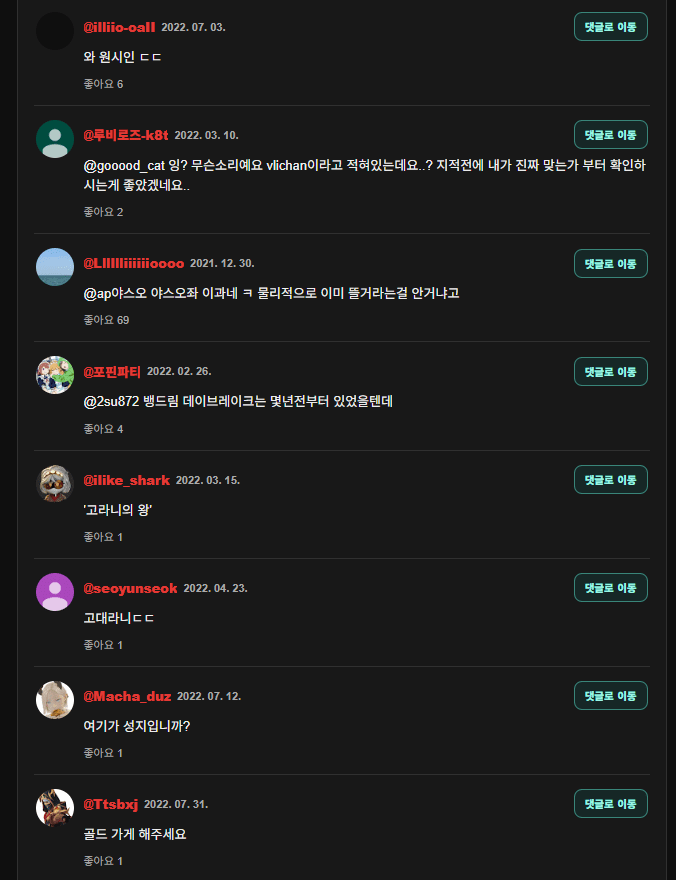 @illiio-oall 2022. 07. 03. 댓글로 이동
와 원시인 ㄷㄷ
좋아요 6
@루비로즈-k8t 2022. 03. 10. 댓글로 이동
@gooood_cat 잉? 무슨소리예요 vlichan이라고 적혀있는데요..? 지적전에 내가 진짜 맞는가 부터 확인하
시는게 좋았겠네요..
좋아요 2
@Lllllliiiiiioooo 2021. 12. 30. 댓글로 이동
@ap야스오 야스오좌 이과네 ㅋ 물리적으로 이미 뜰거라는걸 안거냐고
좋아요 69
@포핀파티 2022. 02. 26. 댓글로 이동
@2su872 뱅드림 데이브레이크는 몇년전부터 있었을텐데
좋아요 4
@ilike_shark 2022. 03. 15. 댓글로 이동
'고라니의 왕'
좋아요 1
@seoyunseok 2022. 04. 23. 댓글로 이동
고대라니ㄷㄷ
좋아요 1
@Macha_duz 2022. 07. 12. 댓글로 이동
여기가 성지입니까?
좋아요 1
@Ttsbxj 2022. 07. 31. 댓글로 이동
골드 가게 해주세요
좋아요 1